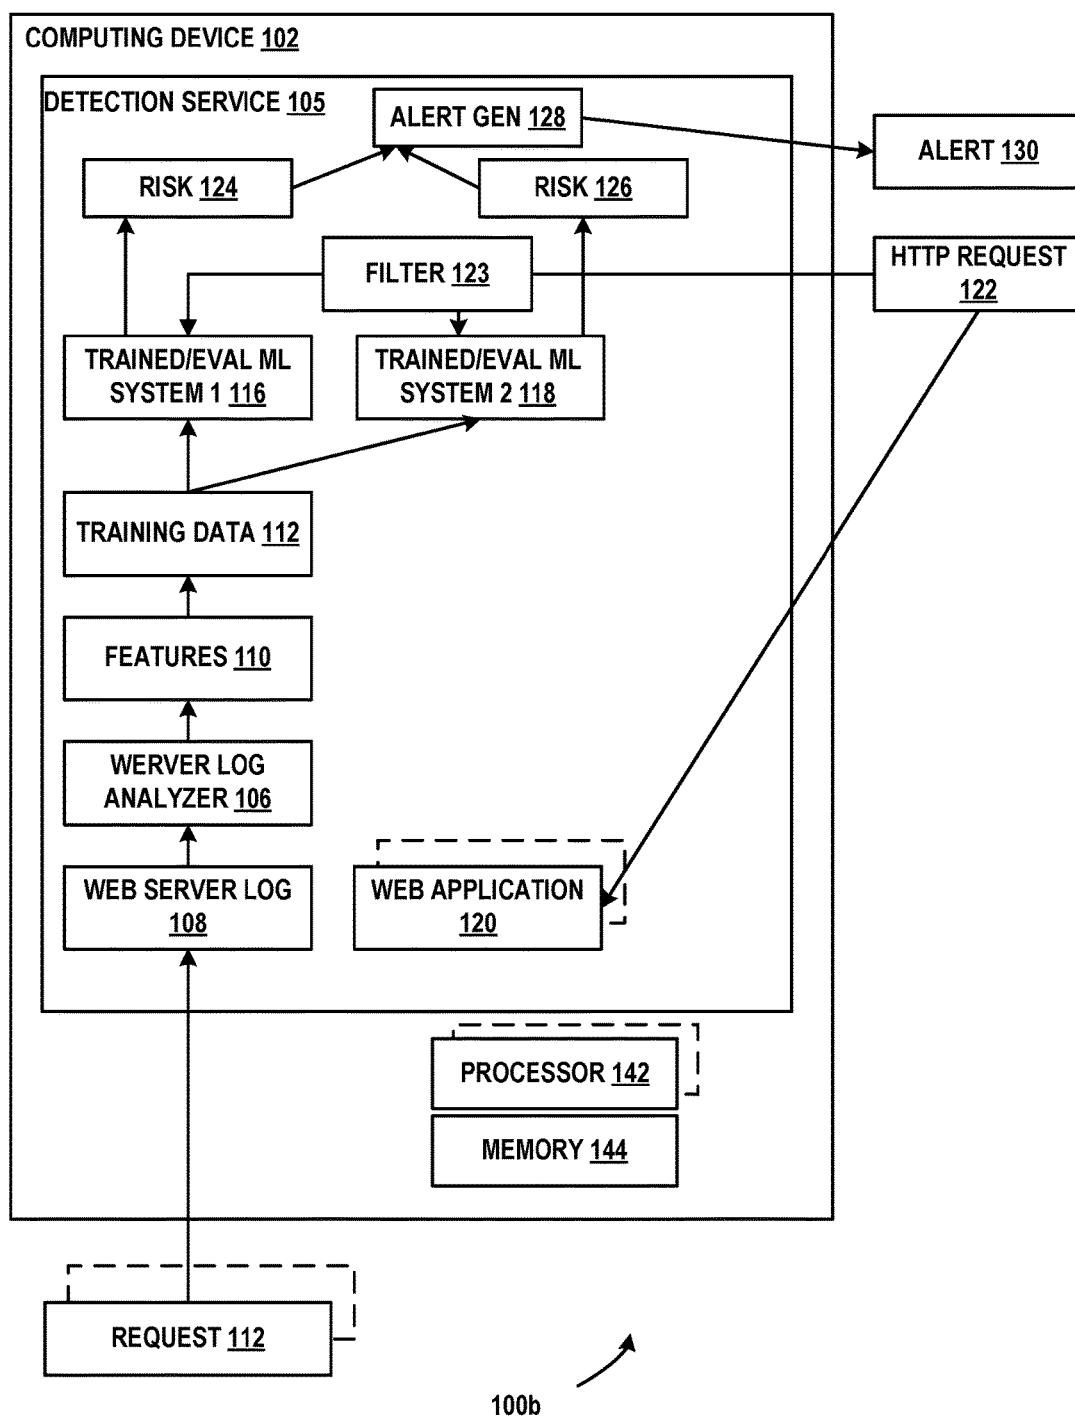 COMPUTING DEVICE 102
DETECTION SERVICE 105
ALERT GEN 128
ALERT 130
RISK 124
RISK 126
FILTER 123
HTTP REQUEST
122
TRAINED/EVAL ML
SYSTEM 1 116
TRAINED/EVAL ML
SYSTEM 2 118
TRAINING DATA 112
FEATURES 110
WERVER LOG
ANALYZER 106
WEB SERVER LOG
108
WEB APPLICATION
120
PROCESSOR 142
MEMORY 144
REQUEST 112
100b